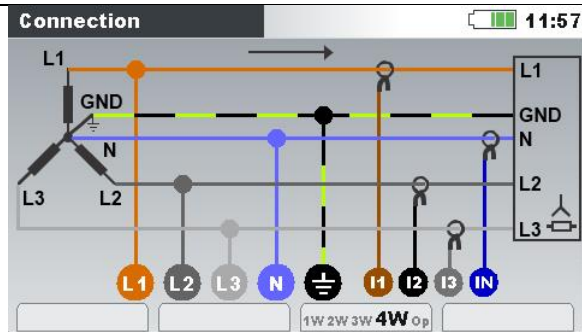 Connection 11:57
L1 L1
GND GND
N N
L3 L2 L2
L3
L1 L2 L3 N I1 I2 I3 IN
1W 2W 3W 4W Op